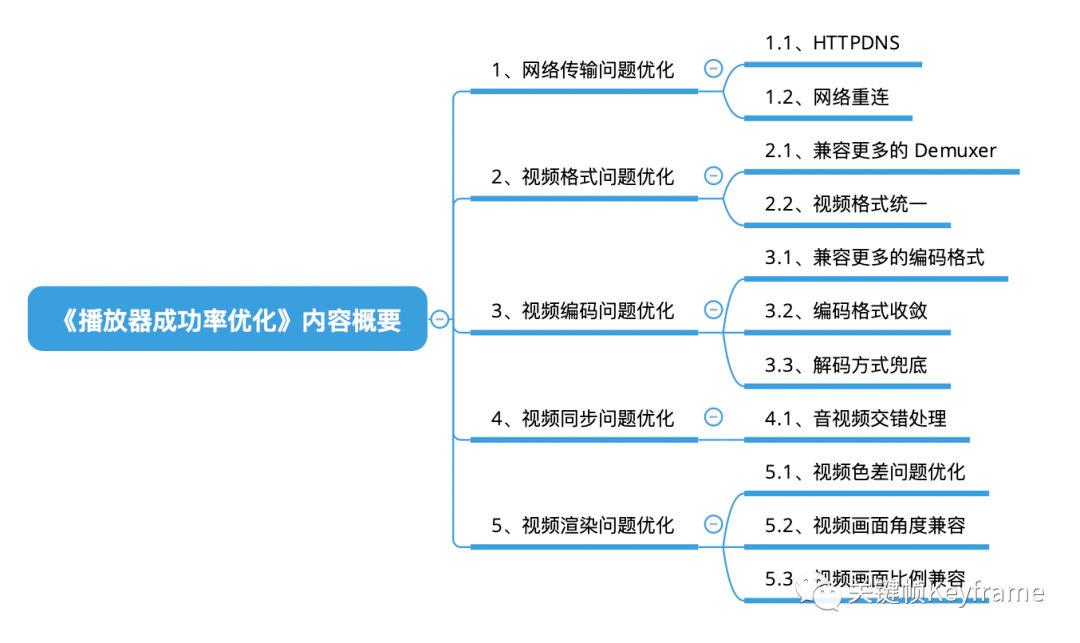 《播放器成功率优化》内容概要
1、网络传输问题优化
1.1、HTTPDNS
1.2、网络重连
2、视频格式问题优化
2.1、兼容更多的 Demuxer
2.2、视频格式统一
3、视频编码问题优化
3.1、兼容更多的编码格式
3.2、编码格式收敛
3.3、解码方式兜底
4、视频同步问题优化
4.1、音视频交错处理
5、视频渲染问题优化
5.1、视频色差问题优化
5.2、视频画面角度兼容
5.3、视频画面比例兼容
关键帧Keyframe